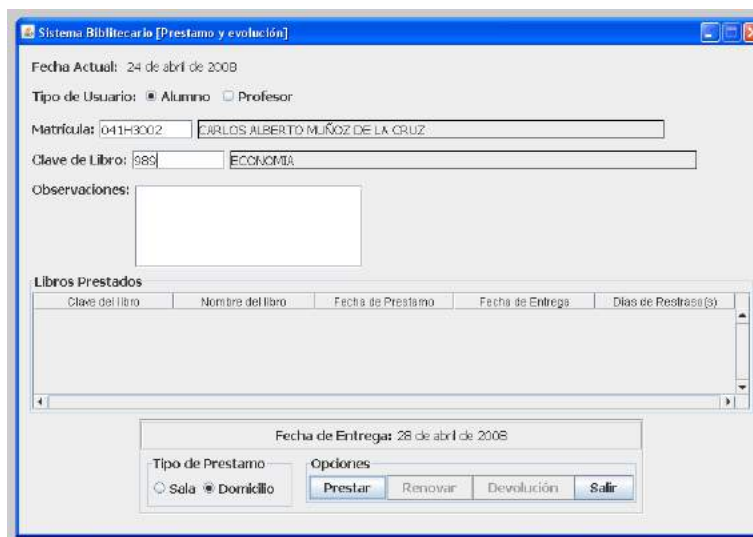 Sistema Biblitecario [Prestamo y evolución]
Fecha Actual: 24 de abril de 2008
Tipo de Usuario: Alumno Profesor
Matrícula: 041H3002 CARLOS ALBERTO MUÑOZ DE LA CRUZ
Clave de Libro: 989 ECONOMIA
Observaciones:
Libros Prestados
Clave del libro Nombre del libro Fecha de Prestamo Fecha de Entrega Dias de Restraso(s)
Fecha de Entrega: 28 de abril de 2008
Tipo de Prestamo Opciones
Sala Domicilio Prestar Renovar Devolución Salir